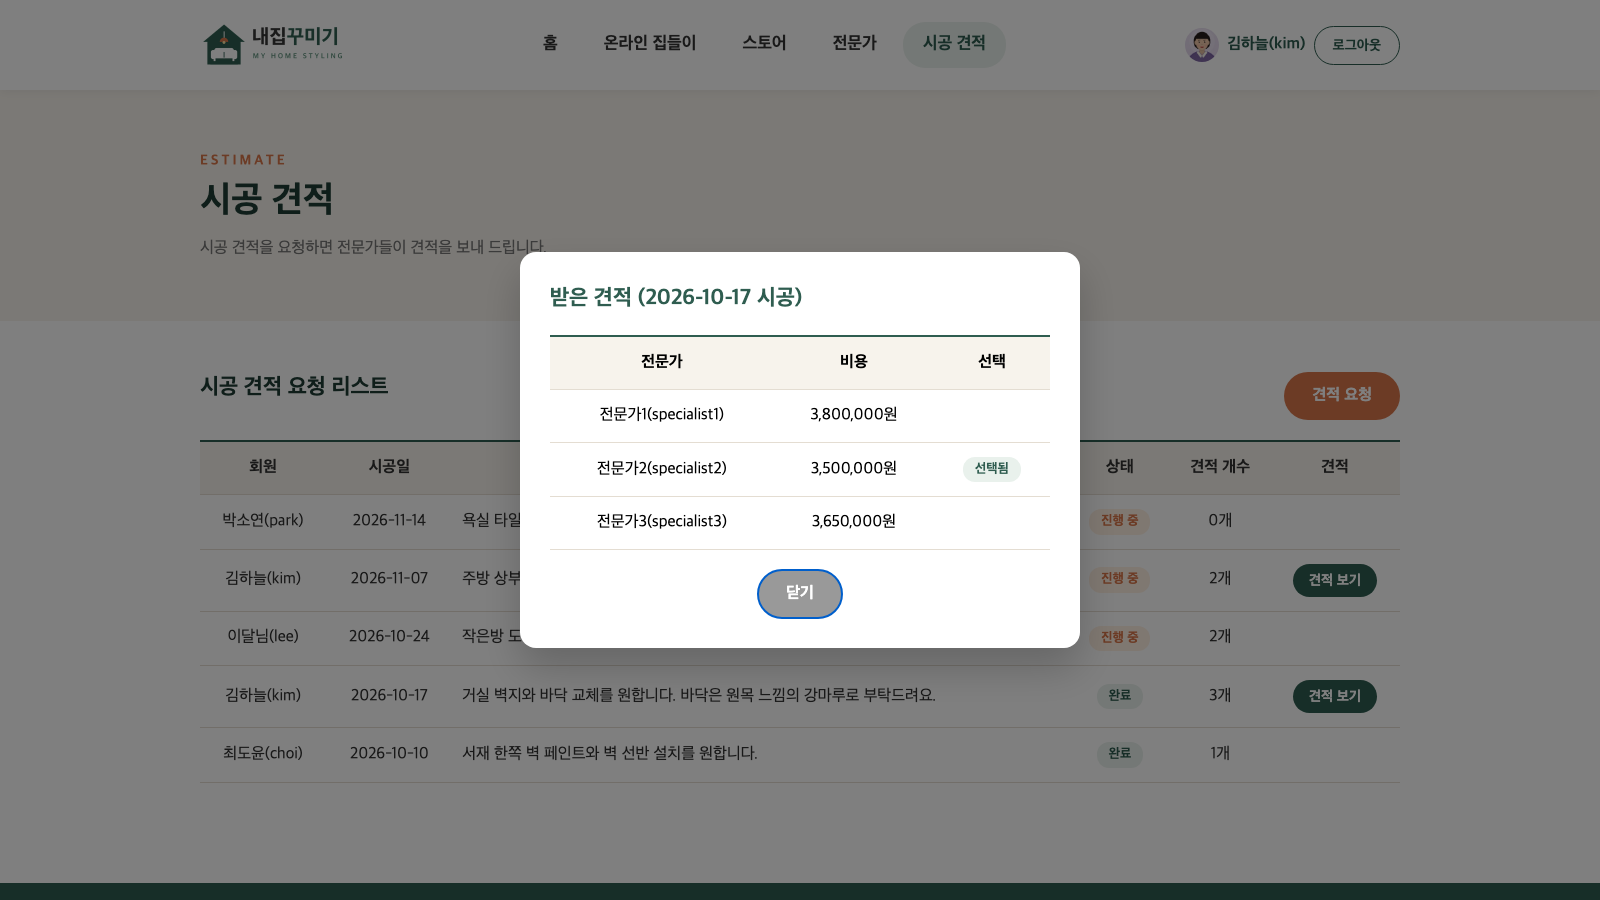 내집꾸미기
MY HOME STYLING
홈
온라인 집들이
스토어
전문가
시공 견적
김하늘(kim)
로그아웃
ESTIMATE
시공 견적
시공 견적을 요청하면 전문가들이 견적을 보내 드립니다.
받은 견적 (2026-10-17 시공)
전문가 비용 선택
전문가1(specialist1) 3,800,000원
전문가2(specialist2) 3,500,000원 선택됨
전문가3(specialist3) 3,650,000원
닫기
시공 견적 요청 리스트
견적 요청
회원 시공일 상태 견적 개수 견적
박소연(park) 2026-11-14 욕실 타일 진행 중 0개
김하늘(kim) 2026-11-07 주방 상부 진행 중 2개 견적 보기
이달님(lee) 2026-10-24 작은방 진행 중 2개
김하늘(kim) 2026-10-17 거실 벽지와 바닥 교체를 원합니다. 바닥은 원목 느낌의 강마루로 부탁드려요. 완료 3개 견적 보기
최도윤(choi) 2026-10-10 서재 한쪽 벽 페인트와 벽 선반 설치를 원합니다. 완료 1개